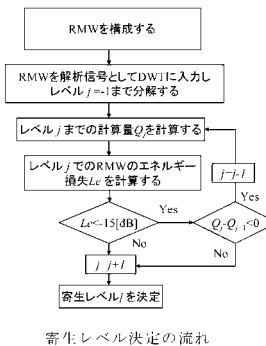 RMWを構成する
RMWを解析信号としてDWTに入力し
レベル j =-1まで分解する
レベル jまでの計算量Qjを計算する
レベル jでのRMWのエネルギー
損失Leを計算する
j=j-1
Yes
Yes
Le<-15[dB]
Qj-Qj-1<0
No
No
j j+1
寄生レベルjを決定
寄生レベル決定の流れ